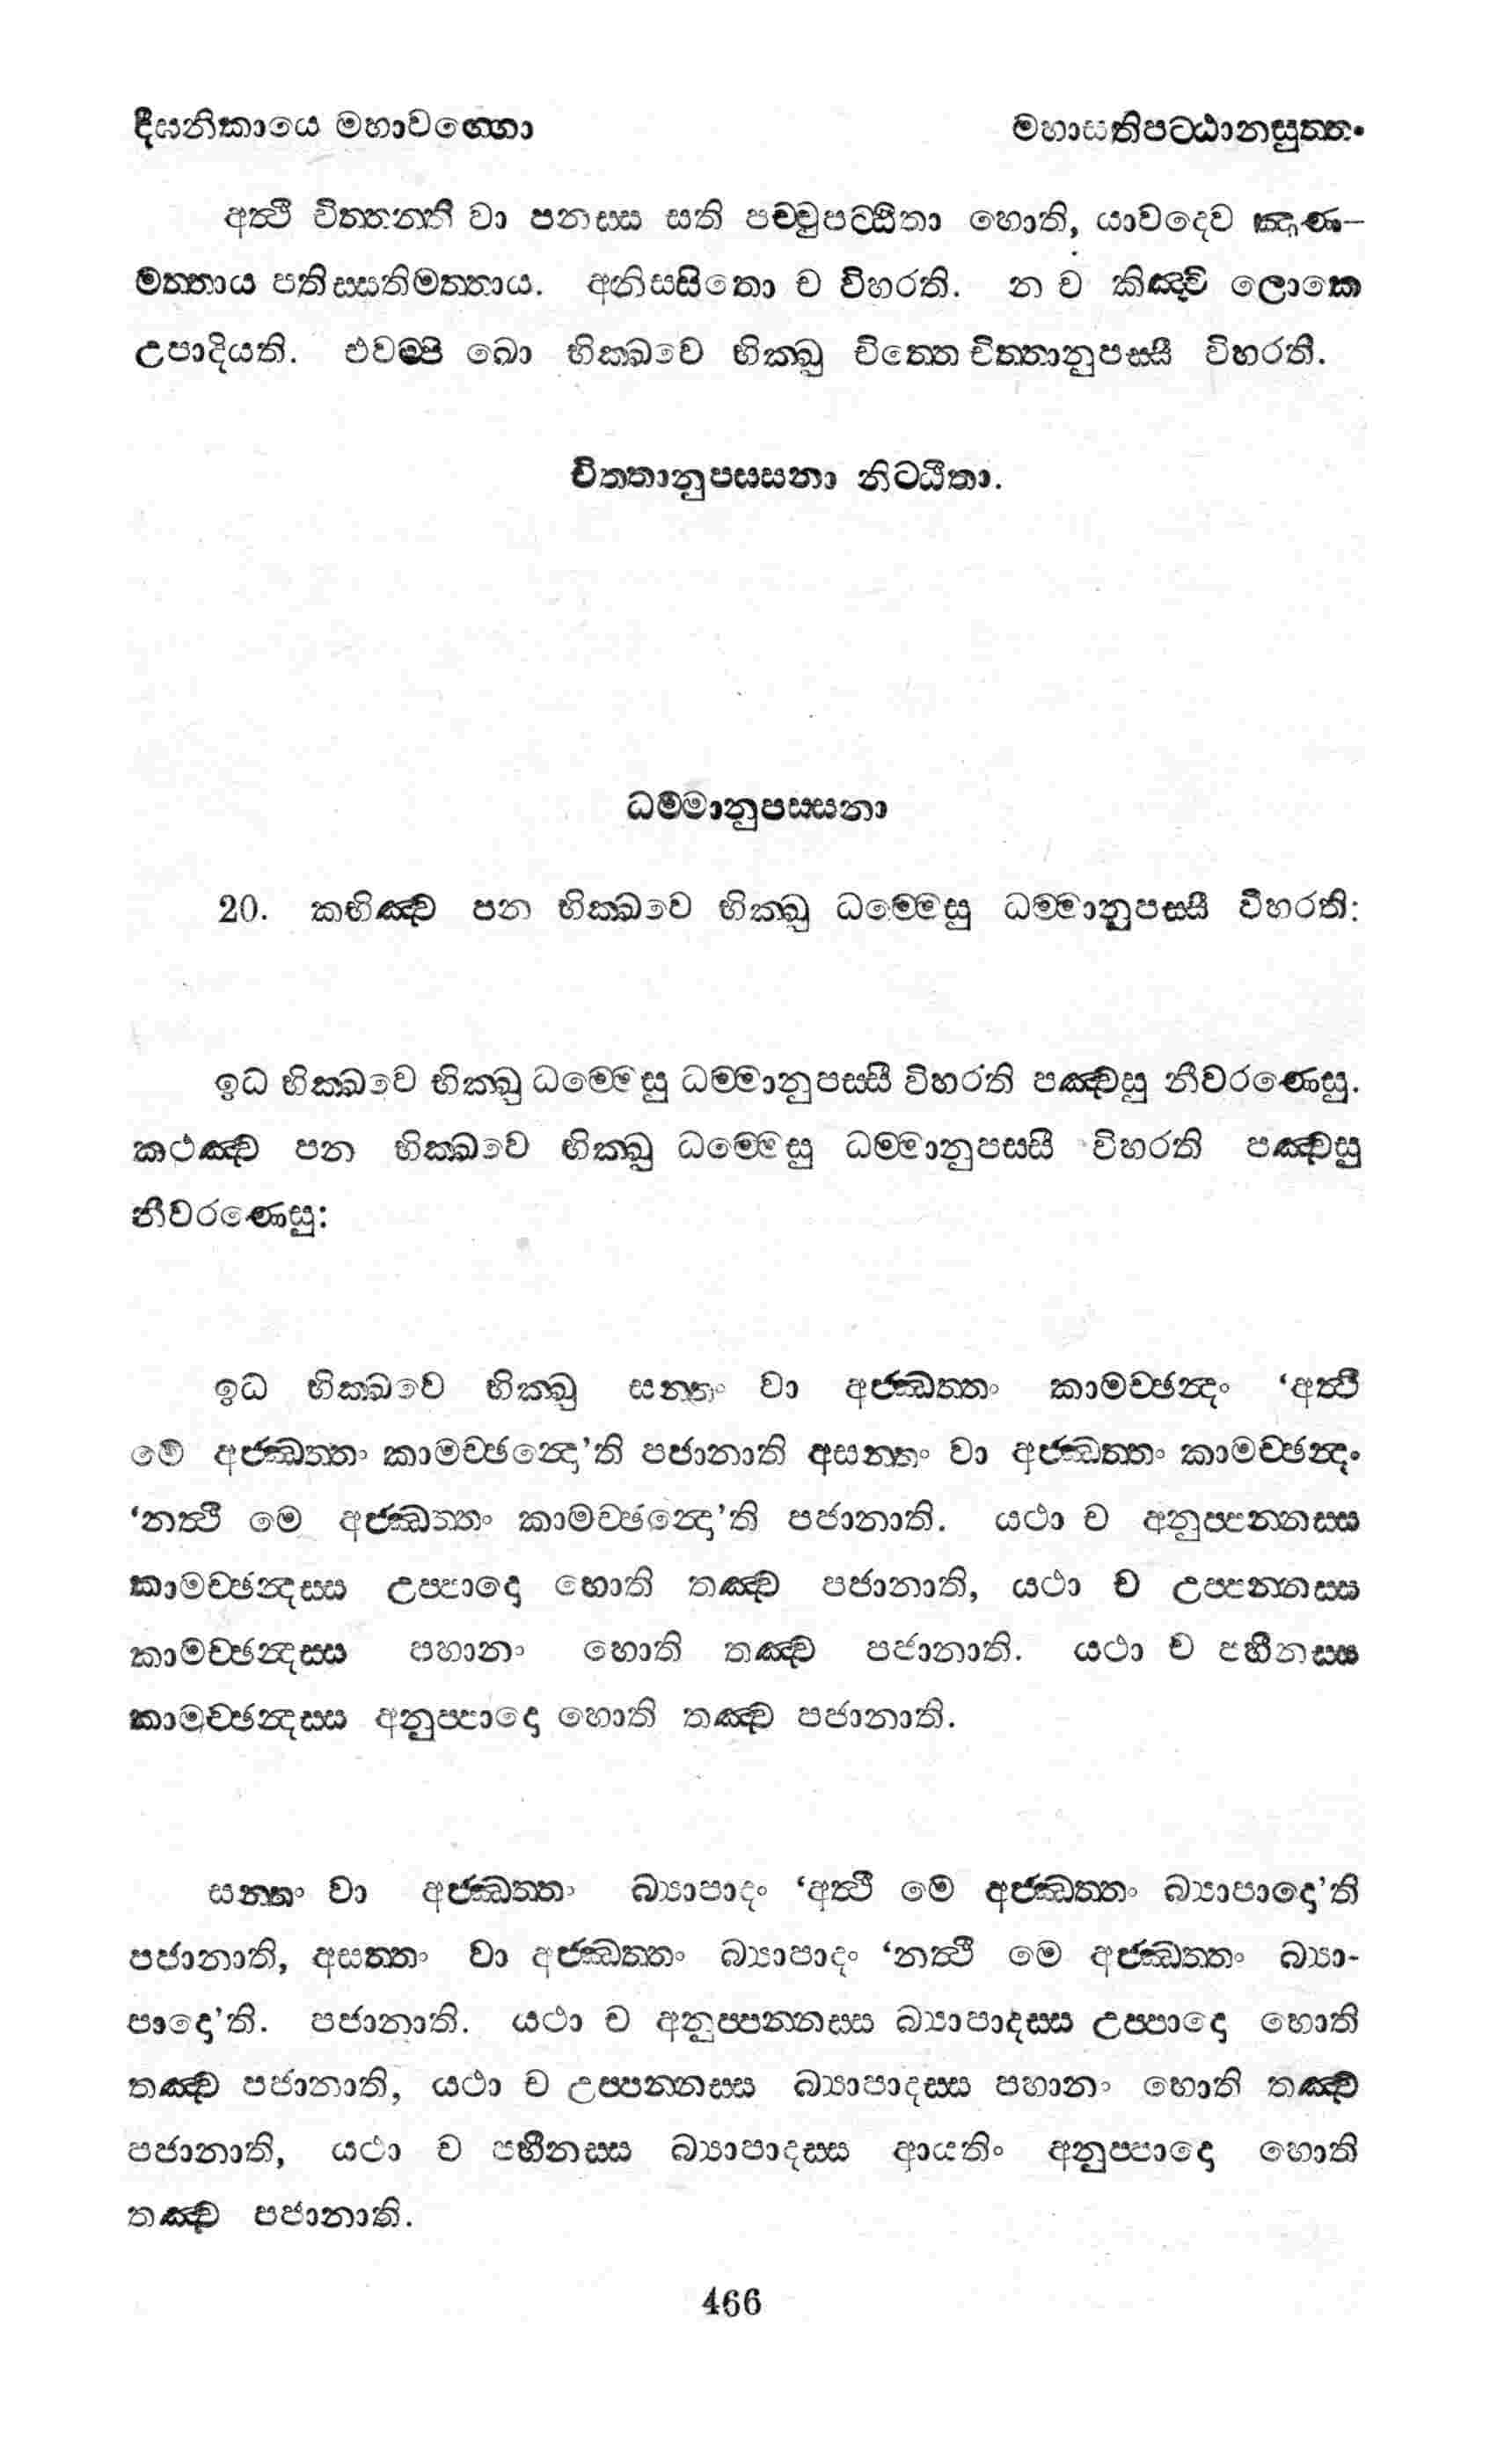 දීඝනිකායෙ මහාවග්ගො මහාසතිපට්ඨානසුත්තං
අත්ථි චිත්තන්ති වා පනස්ස සති පච්චුපට්ඨිතා හොති, යාවදෙව ඤාණ-
මත්තාය පතිස්සතිමත්තාය. අනිස්සිතො ච විහරති. න ච කිඤ්චි ලොකෙ
උපාදියති. එවම්පි ඛො භික්ඛවෙ භික්ඛු චිත්තෙ චිත්තානුපස්සී විහරති.
චිත්තානුපස්සනා නිට්ඨිතා.
ධම්මානුපස්සනා
20. කභිඤ්ච පන භික්ඛවෙ භික්ඛු ධම්මෙසු ධම්මානුපස්සී විහරති:
ඉධ භික්ඛවෙ භික්ඛු ධම්මෙසු ධම්මානුපස්සී විහරති පඤ්චසු නීවරණෙසු.
කථඤ්ච පන භික්ඛවෙ භික්ඛු ධම්මෙසු ධම්මානුපස්සී විහරති පඤ්චසු
නීවරණෙසු:
ඉධ භික්ඛවෙ භික්ඛු සන්තං වා අජ්ඣත්තං කාමච්ඡන්දං ‘අත්ථි
මෙ අජ්ඣත්තං කාමච්ඡන්දො’ති පජානාති අසන්තං වා අජ්ඣත්තං කාමච්ඡන්දං
‘නත්ථි මෙ අජ්ඣත්තං කාමච්ඡන්දො’ති පජානාති. යථා ච අනුප්පන්නස්ස
කාමච්ඡන්දස්ස උප්පාදො හොති තඤ්ච පජානාති, යථා ච උප්පන්නස්ස
කාමච්ඡන්දස්ස පහානං හොති තඤ්ච පජානාති. යථා ච පහීනස්ස
කාමච්ඡන්දස්ස අනුප්පාදො හොති තඤ්ච පජානාති.
සන්තං වා අජ්ඣත්තං බ්‍යාපාදං ‘අත්ථි මෙ අජ්ඣත්තං බ්‍යාපාදො’ති
පජානාති, අසන්තං වා අජ්ඣත්තං බ්‍යාපාදං ‘නත්ථි මෙ අජ්ඣත්තං බ්‍යා-
පාදො’ති. පජානාති. යථා ච අනුප්පන්නස්ස බ්‍යාපාදස්ස උප්පාදො හොති
තඤ්ච පජානාති, යථා ච උප්පන්නස්ස බ්‍යාපාදස්ස පහානං හොති තඤ්ච
පජානාති, යථා ච පහීනස්ස බ්‍යාපාදස්ස ආයතිං අනුප්පාදො හොති
තඤ්ච පජානාති.
466